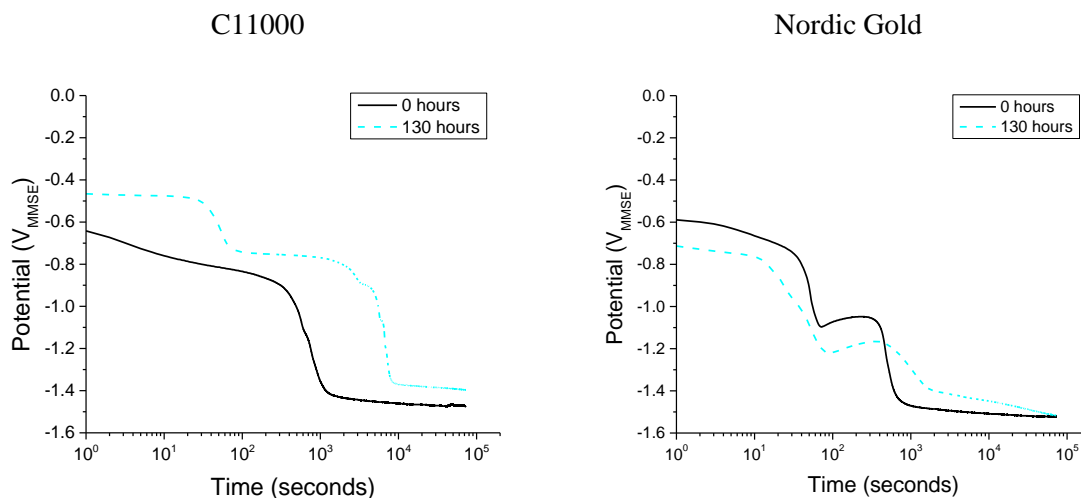 C11000
Nordic Gold
0 hours
130 hours
0.0
-0.2
-0.4
-0.6
-0.8
-1.0
-1.2
-1.4
-1.6
Potential (V_MMSE)
10^0 10^1 10^2 10^3 10^4 10^5
Time (seconds)
0 hours
130 hours
0.0
-0.2
-0.4
-0.6
-0.8
-1.0
-1.2
-1.4
-1.6
Potential (V_MMSE)
10^0 10^1 10^2 10^3 10^4 10^5
Time (seconds)